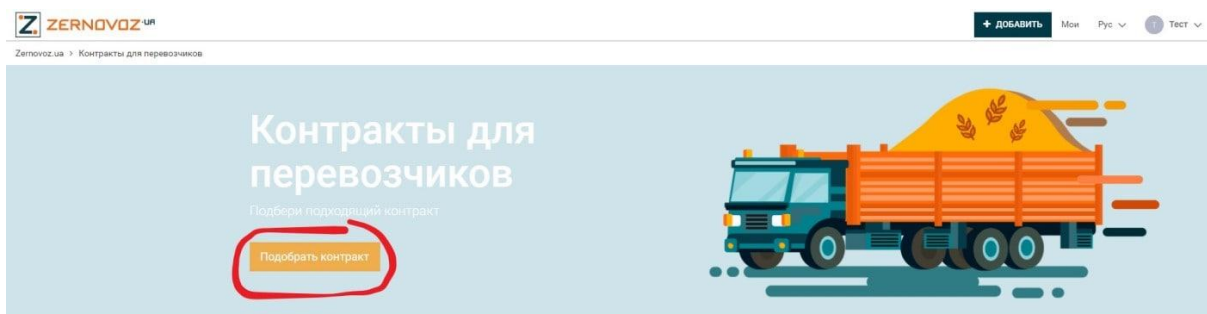 ZERNOVOZ.UA
+ ДОБАВИТЬ Мои Рус Т Тест
Zernovoz.ua > Контракты для перевозчиков
Контракты для
перевозчиков
Подбери подходящий контракт
Подобрать контракт